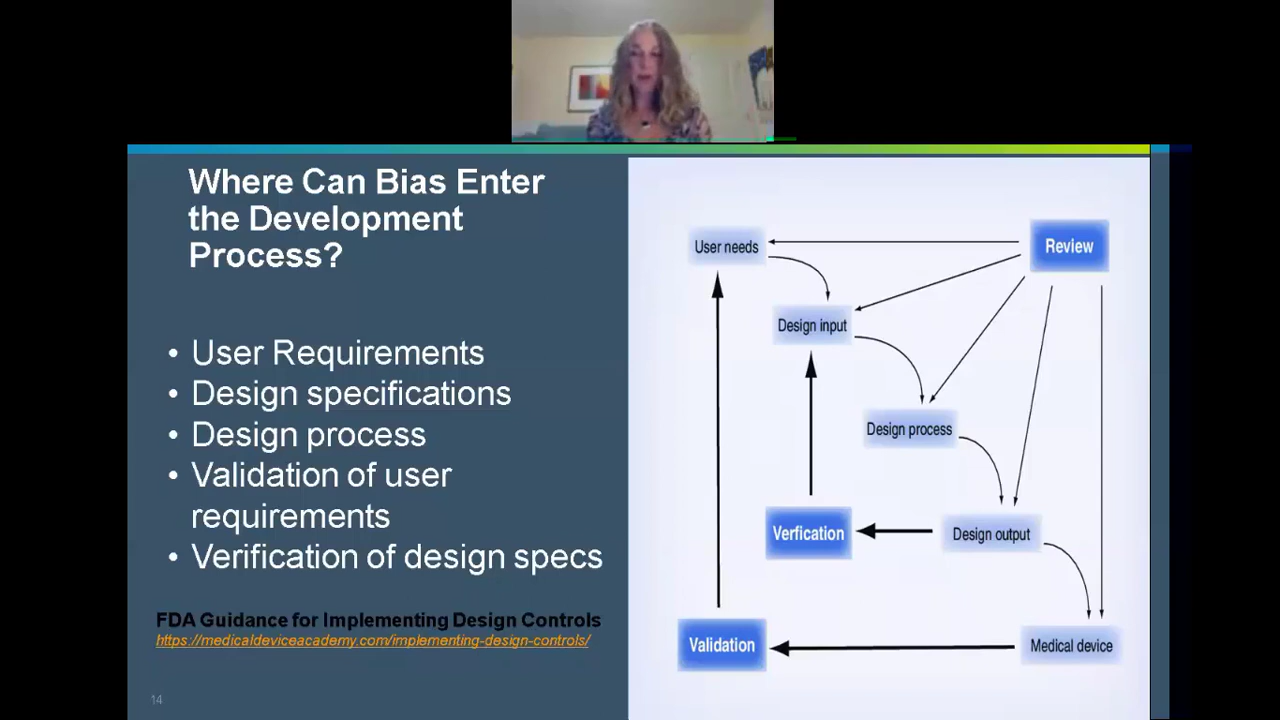 Where Can Bias Enter
the Development
Process?
• User Requirements
• Design specifications
• Design process
• Validation of user
requirements
• Verification of design specs
FDA Guidance for Implementing Design Controls
https://medicaldeviceacademy.com/implementing-design-controls/
14
User needs
Review
Design input
Design process
Verfication
Design output
Validation
Medical device